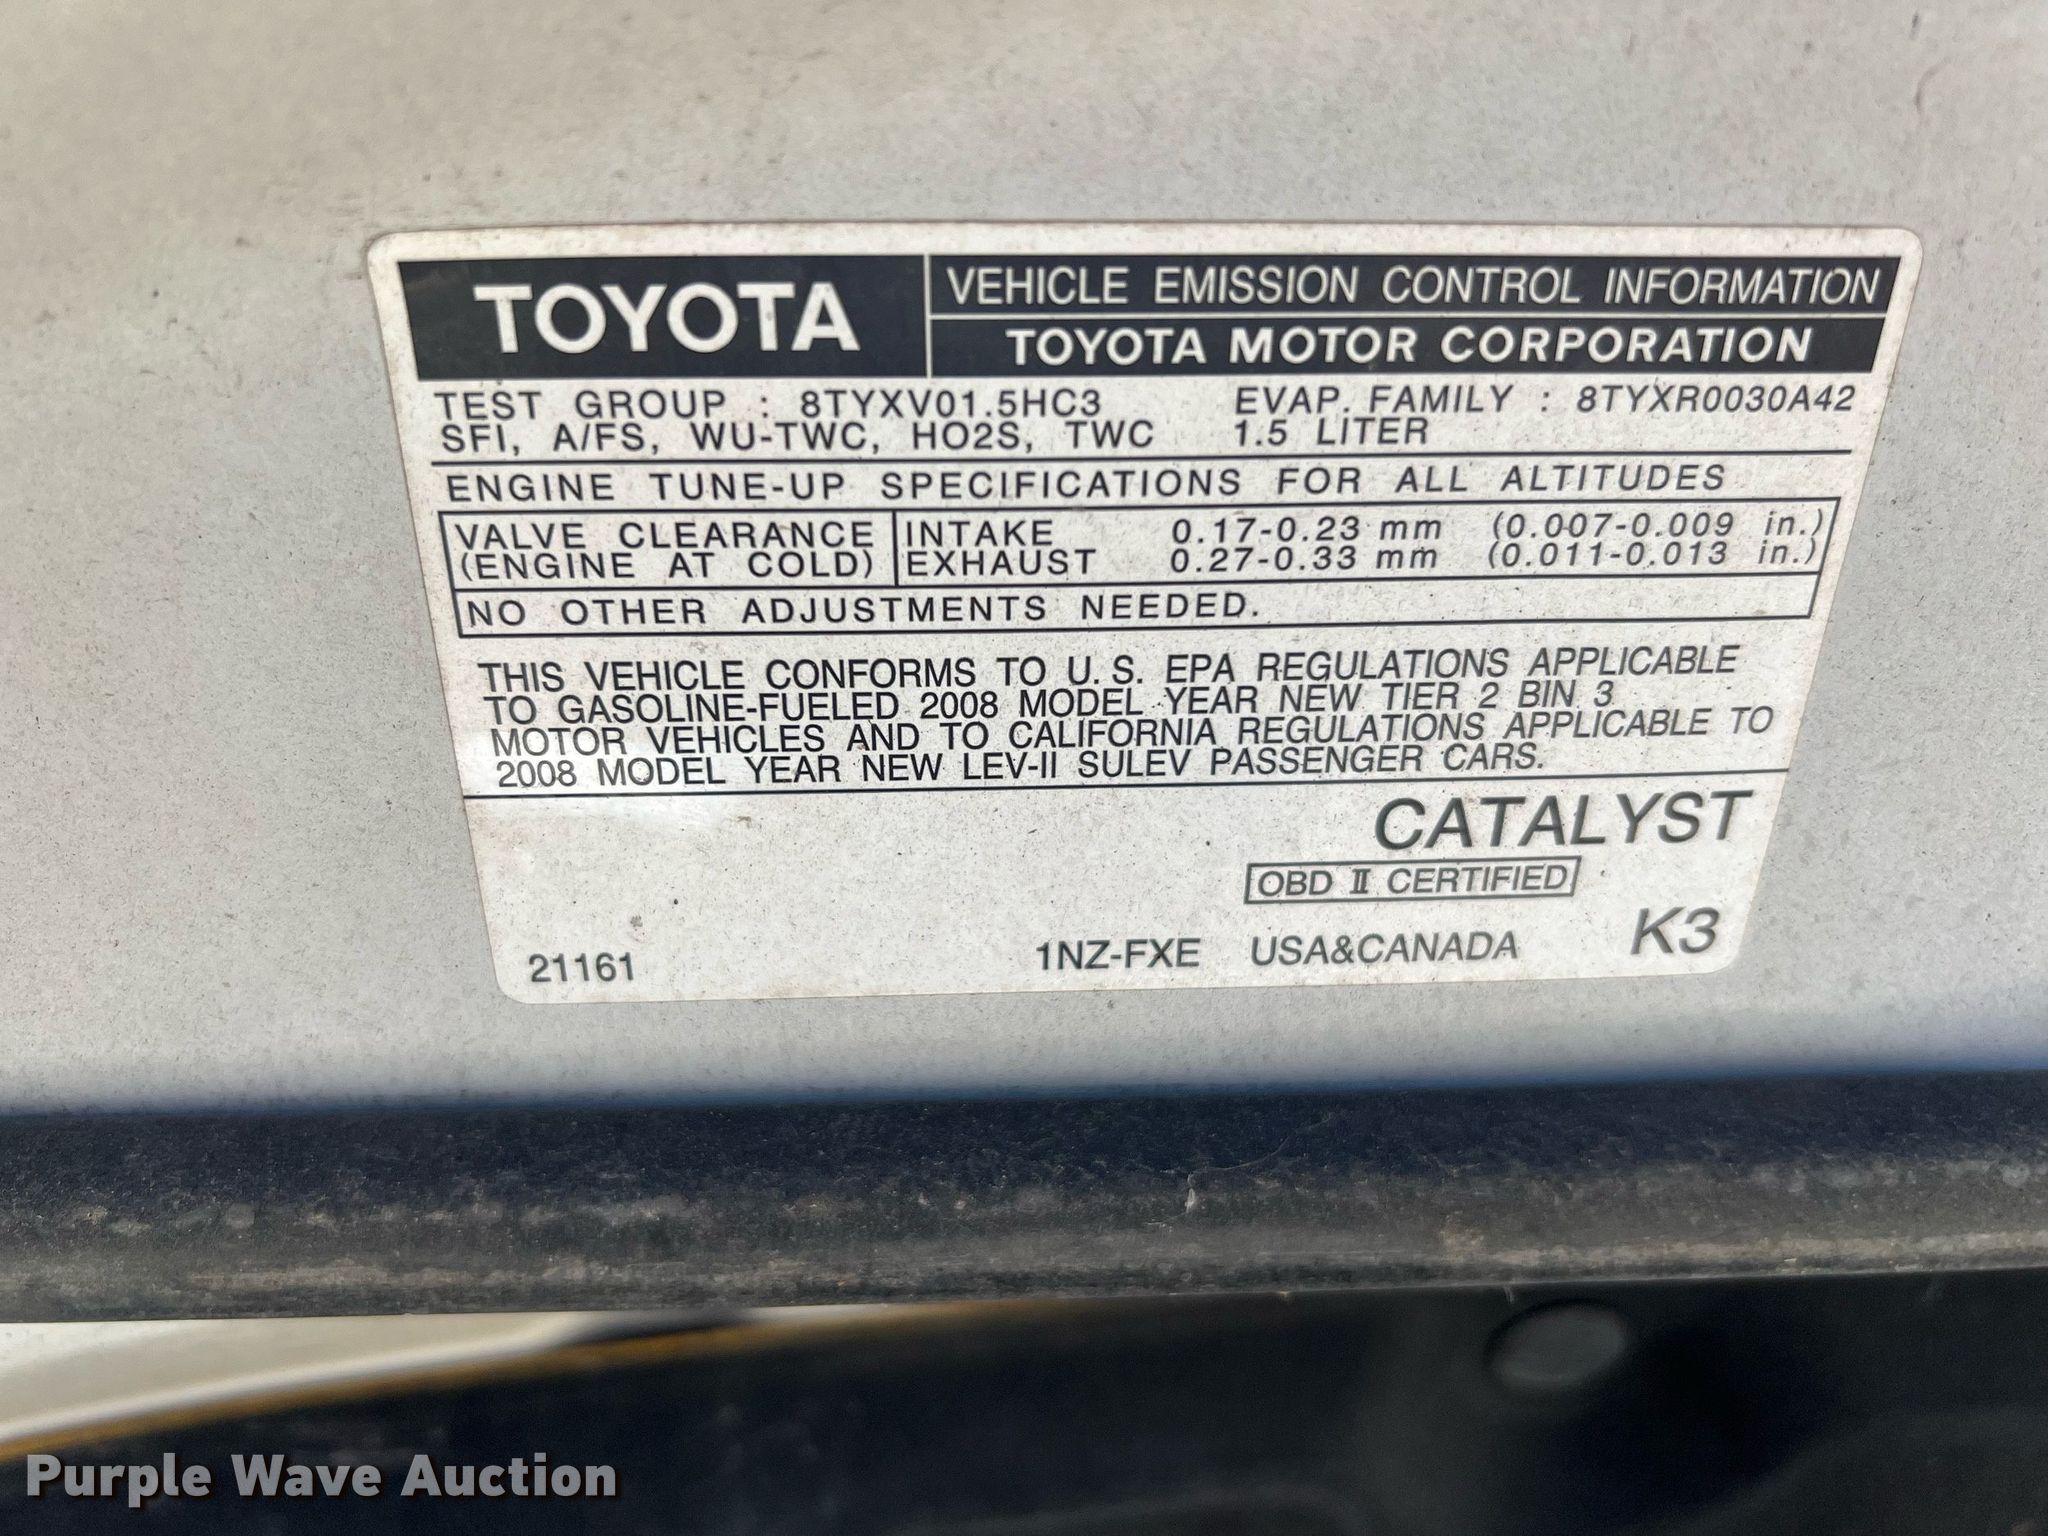 TOYOTA
VEHICLE EMISSION CONTROL INFORMATION
TOYOTA MOTOR CORPORATION
TEST GROUP : 8TYXV01.5HC3 EVAP. FAMILY : 8TYXR0030A42
SFI, A/FS, WU-TWC, HO2S, TWC 1.5 LITER
ENGINE TUNE-UP SPECIFICATIONS FOR ALL ALTITUDES
VALVE CLEARANCE INTAKE 0.17-0.23 mm (0.007-0.009 in.)
(ENGINE AT COLD) EXHAUST 0.27-0.33 mm (0.011-0.013 in.)
NO OTHER ADJUSTMENTS NEEDED.
THIS VEHICLE CONFORMS TO U.S. EPA REGULATIONS APPLICABLE
TO GASOLINE-FUELED 2008 MODEL YEAR NEW TIER 2 BIN 3
MOTOR VEHICLES AND TO CALIFORNIA REGULATIONS APPLICABLE TO
2008 MODEL YEAR NEW LEV-II SULEV PASSENGER CARS.
CATALYST
OBD II CERTIFIED
21161 1NZ-FXE USA&CANADA K3
Purple Wave Auction